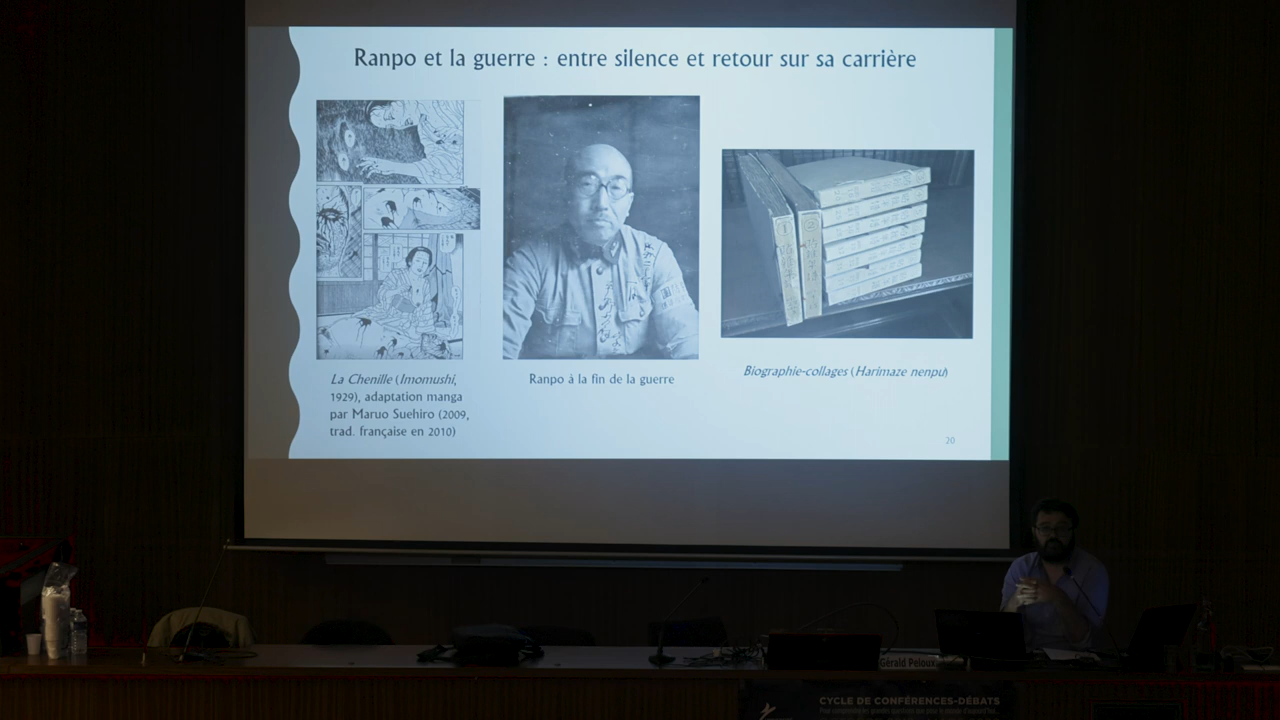 Ranpo et la guerre : entre silence et retour sur sa carrière
La Chenille (Imomushi,
1929), adaptation manga
par Maruo Suehiro (2009,
trad. française en 2010)
Ranpo à la fin de la guerre
Biographie-collages (Harimaze nenpu)
20
Gérald Peloux
CYCLE DE CONFÉRENCES-DÉBATS